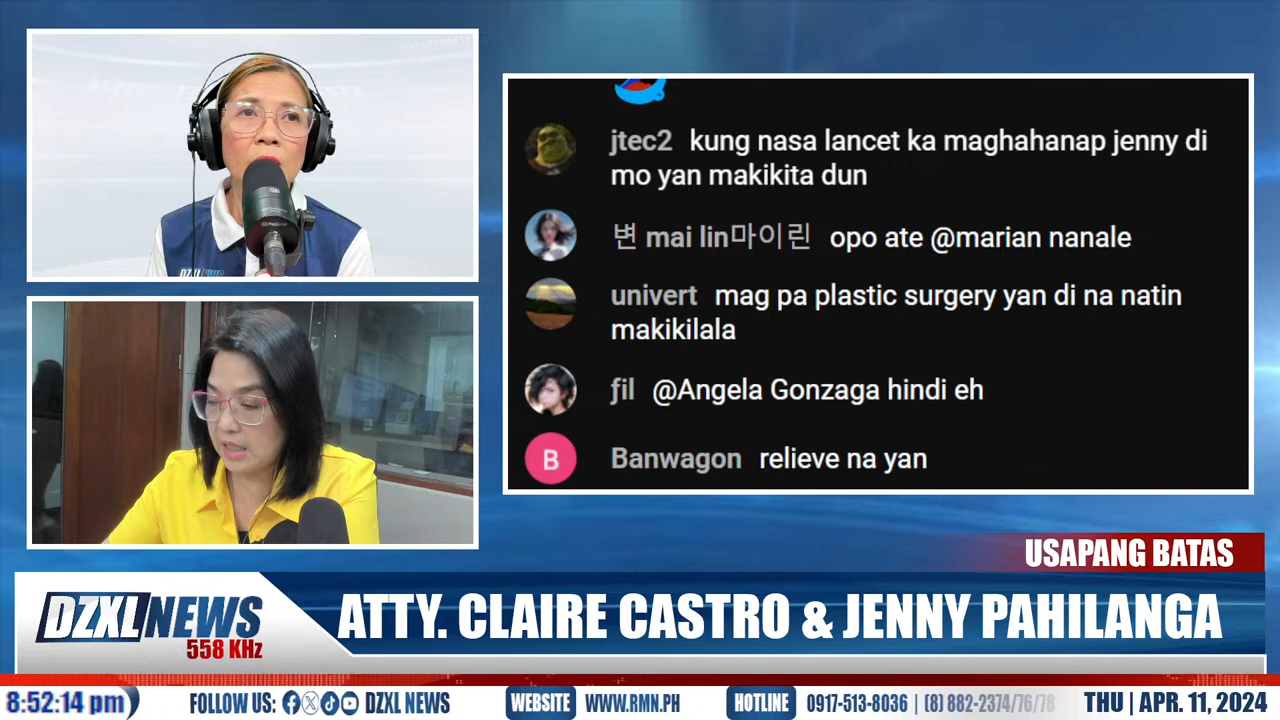 jtec2 kung nasa lancet ka maghahanap jenny di
mo yan makikita dun
변 mai lin마이린 opo ate @marian nanale
univert mag pa plastic surgery yan di na natin
makikilala
ƒil @Angela Gonzaga hindi eh
B Banwagon relieve na yan
DZXL NEWS
USAPANG BATAS
DZXL NEWS
558 KHz
ATTY. CLAIRE CASTRO & JENNY PAHILANGA
8:52:14 pm
FOLLOW US: DZXL NEWS
WEBSITE WWW.RMN.PH
HOTLINE 0917-513-8036 | (8) 882-2374/76/78
THU | APR. 11, 2024